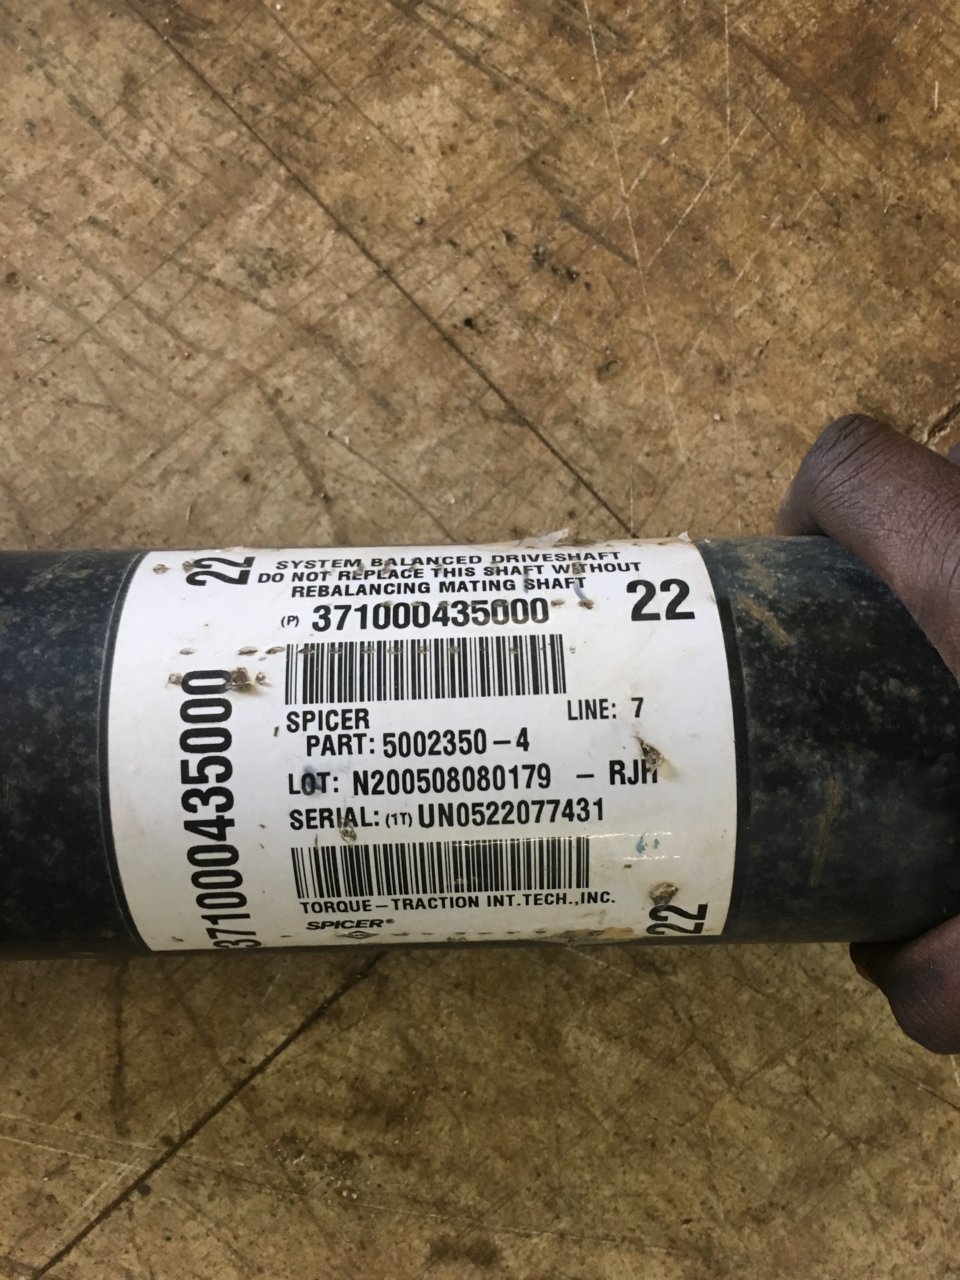 22
SYSTEM BALANCED DRIVESHAFT
DO NOT REPLACE THIS SHAFT WITHOUT
REBALANCING MATING SHAFT
(P) 371000435000
22
371000435000
SPICER
LINE: 7
PART: 5002350-4
LOT: N200508080179 - RJH
SERIAL: (1T) UN0522077431
TORQUE-TRACTION INT.TECH.,INC.
SPICER®
22